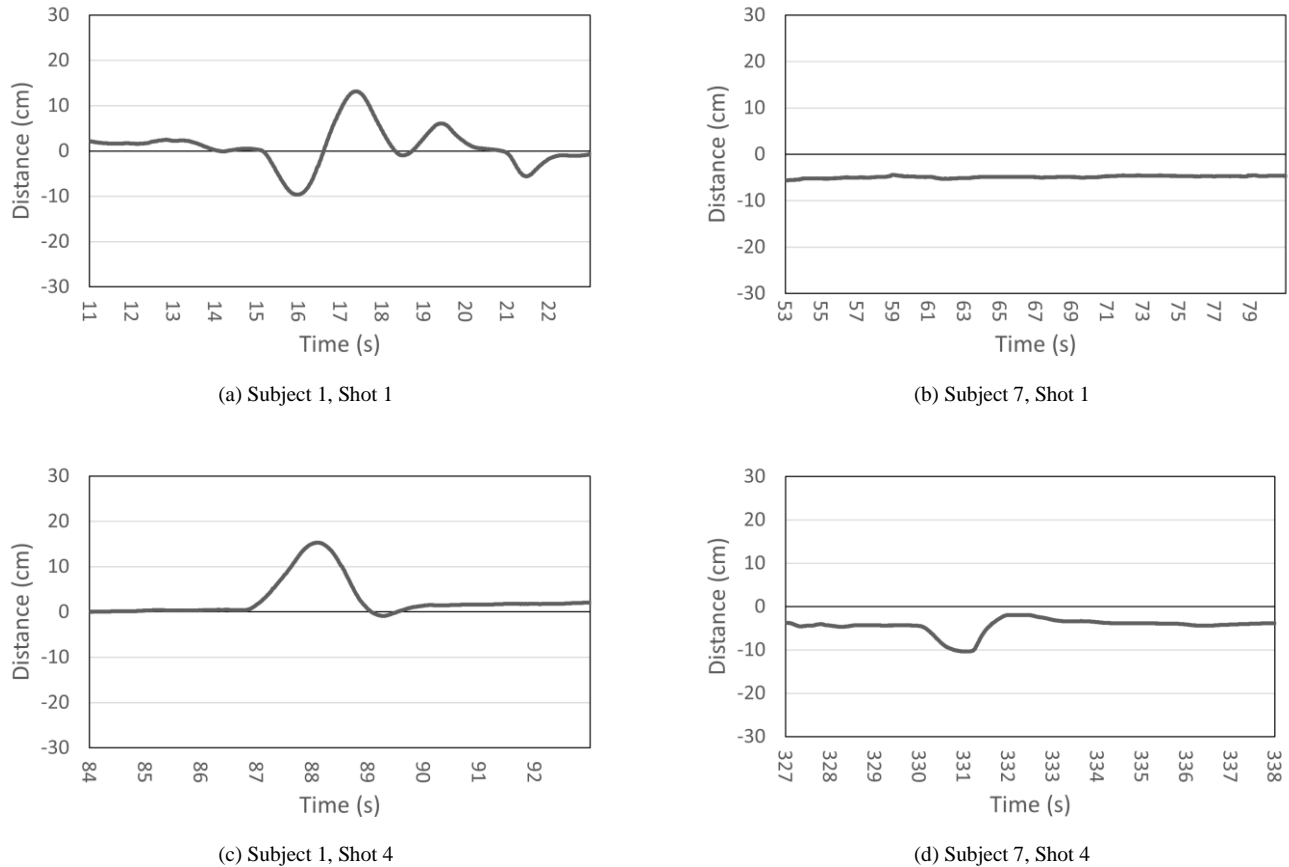 30
20
10
0
-10
-20
-30
Distance (cm)
11 12 13 14 15 16 17 18 19 20 21 22
Time (s)
(a) Subject 1, Shot 1
30
20
10
0
-10
-20
-30
Distance (cm)
53 55 57 59 61 63 67 69 71 73 75 77 79
Time (s)
(b) Subject 7, Shot 1
30
20
10
0
-10
-20
-30
Distance (cm)
84 85 86 87 88 89 90 91 92
Time (s)
(c) Subject 1, Shot 4
30
20
10
0
-10
-20
-30
Distance (cm)
327 328 329 330 331 332 333 334 335 336 337 338
Time (s)
(d) Subject 7, Shot 4